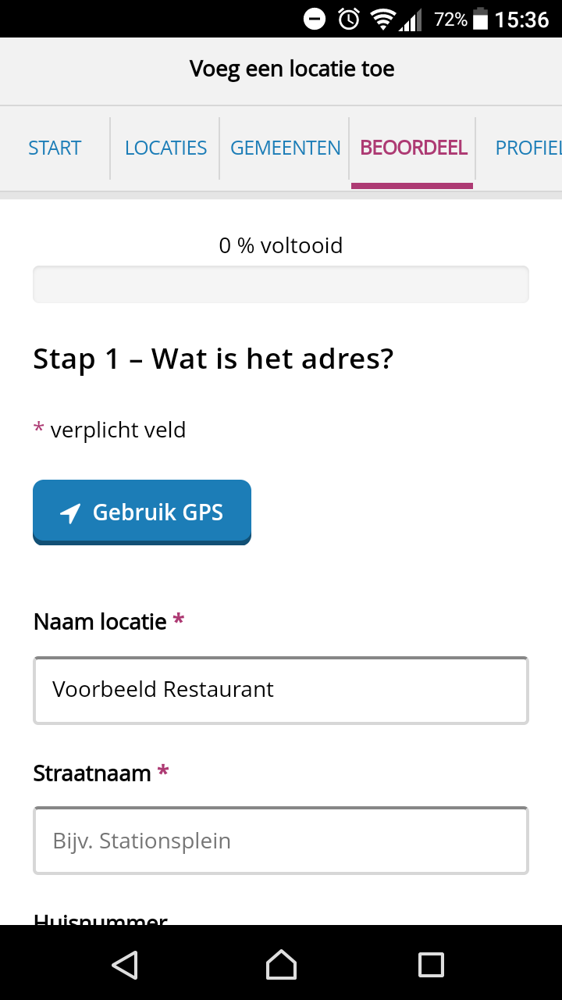 72% 15:36
Voeg een locatie toe
START LOCATIES GEMEENTEN BEOORDEEL PROFIEL
0 % voltooid
Stap 1 – Wat is het adres?
* verplicht veld
Gebruik GPS
Naam locatie *
Voorbeeld Restaurant
Straatnaam *
Bijv. Stationsplein
Huisnummer